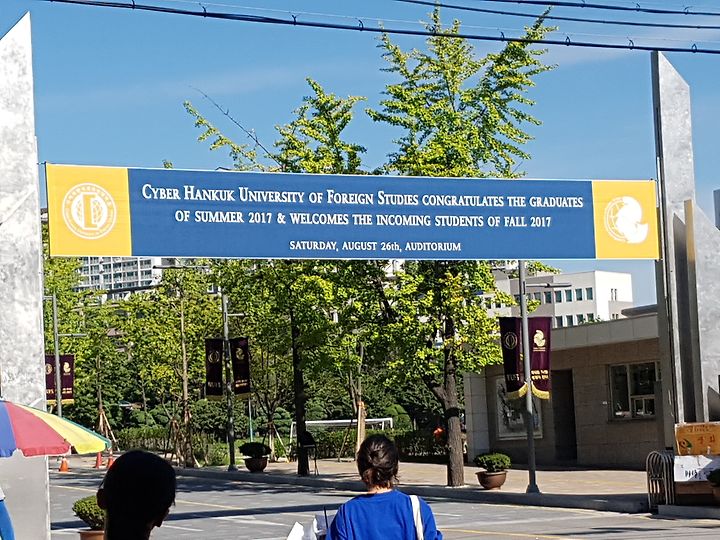 CYBER HANKUK UNIVERSITY OF FOREIGN STUDIES CONGRATULATES THE GRADUATES
OF SUMMER 2017 & WELCOMES THE INCOMING STUDENTS OF FALL 2017
SATURDAY, AUGUST 26th, AUDITORIUM